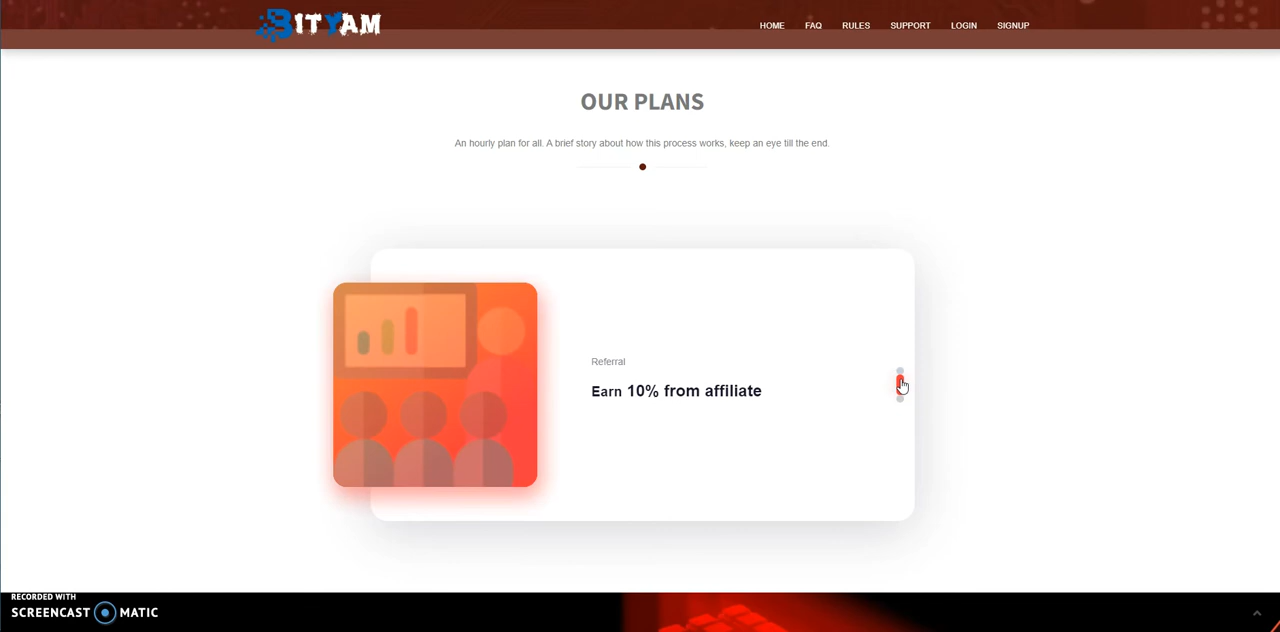 BITYAM
HOME FAQ RULES SUPPORT LOGIN SIGNUP
OUR PLANS
An hourly plan for all. A brief story about how this process works, keep an eye till the end.
Referral
Earn 10% from affiliate
RECORDED WITH
SCREENCAST MATIC